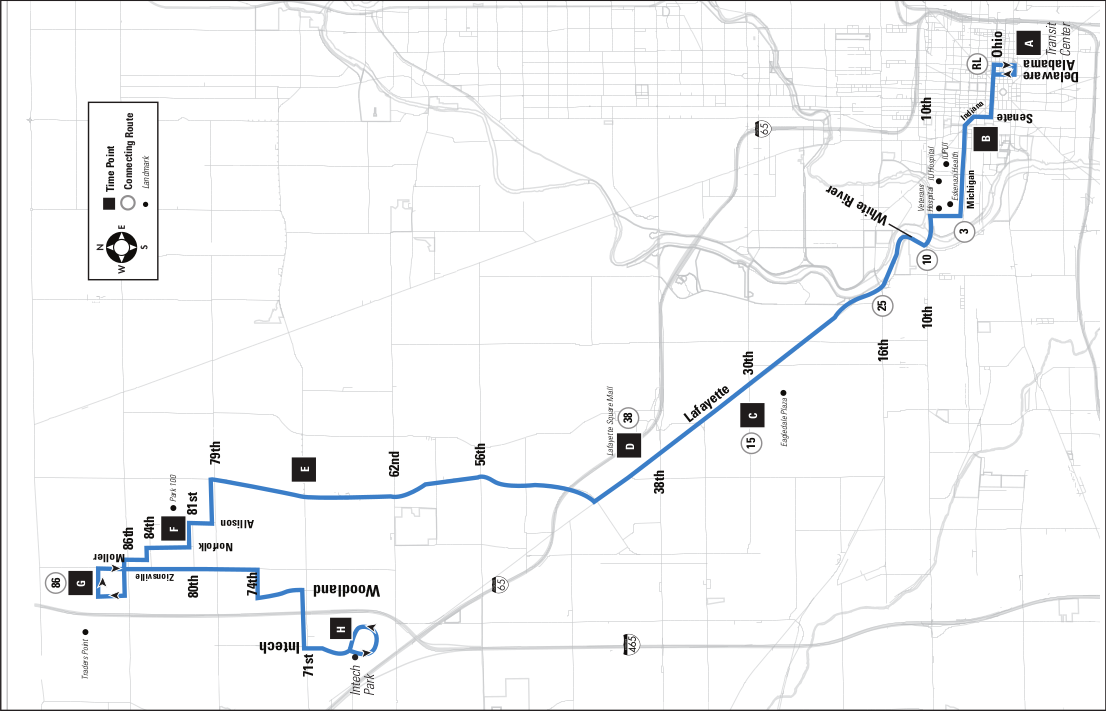 Time Point
Connecting Route
Landmark
N
E
S
W
A
Transit
Center
Ohio
RL
Alabama
Delaware
Senate
Indiana
B
10th
IUPUI
IU Hospital
Eskenazi Health
Veterans
Hospital
Michigan
3
White River
10
10th
25
16th
65
30th
Lafayette
C
15
Eagledale Plaza
Lafayette Square Mall
38
D
38th
56th
62nd
E
79th
Park 100
81st
Allison
F
84th
Norfolk
86th
Moller
Zionsville
86
G
80th
74th
Woodland
65
465
H
Intech
71st
Intech
Park
Traders Point